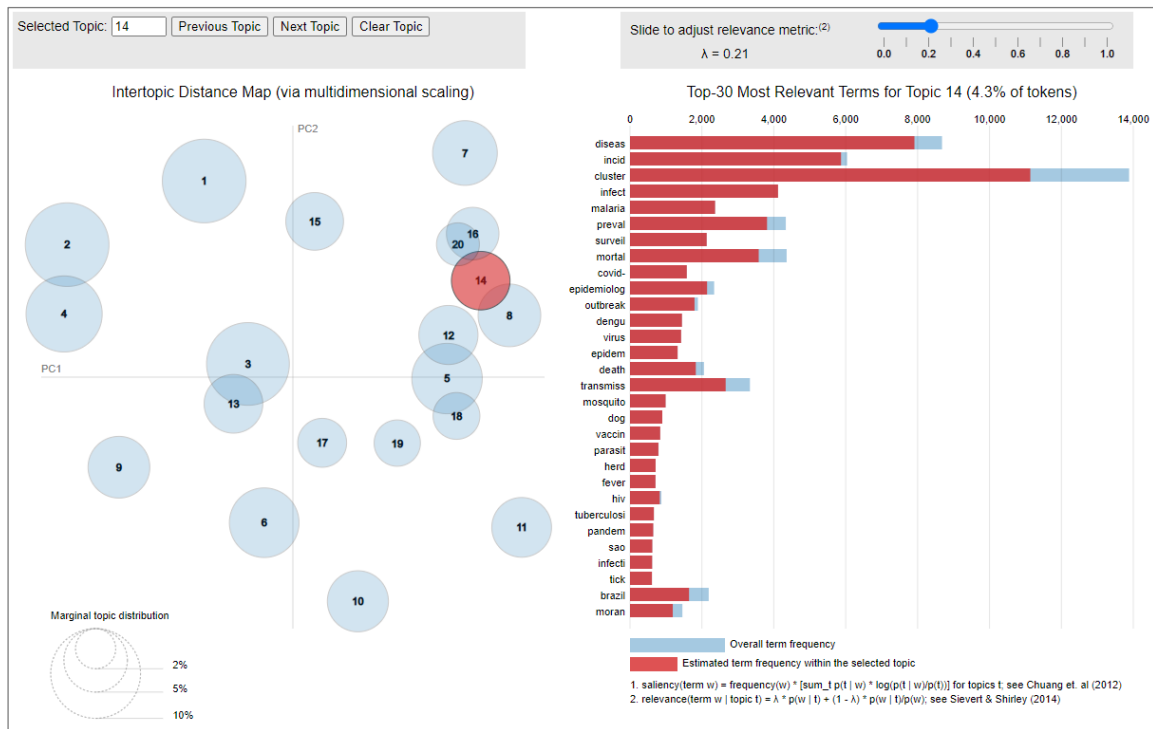 Selected Topic: 14 Previous Topic Next Topic Clear Topic
Slide to adjust relevance metric:(2)
λ = 0.21
0.0 0.2 0.4 0.6 0.8 1.0
Intertopic Distance Map (via multidimensional scaling)
PC2
PC1
1
2
3
4
5
6
7
8
9
10
11
12
13
14
15
16
17
18
19
20
Marginal topic distribution
2%
5%
10%
Top-30 Most Relevant Terms for Topic 14 (4.3% of tokens)
0 2,000 4,000 6,000 8,000 10,000 12,000 14,000
diseas
incid
cluster
infect
malaria
preval
surveil
mortal
covid-
epidemiolog
outbreak
dengu
virus
epidem
death
transmiss
mosquito
dog
vaccin
parasit
herd
fever
hiv
tuberculosi
pandem
sao
infecti
tick
brazil
moran
Overall term frequency
Estimated term frequency within the selected topic
1. saliency(term w) = frequency(w) * [sum_t p(t | w) * log(p(t | w)/p(t))] for topics t; see Chuang et. al (2012)
2. relevance(term w | topic t) = λ * p(w | t) + (1 - λ) * p(w | t)/p(w); see Sievert & Shirley (2014)